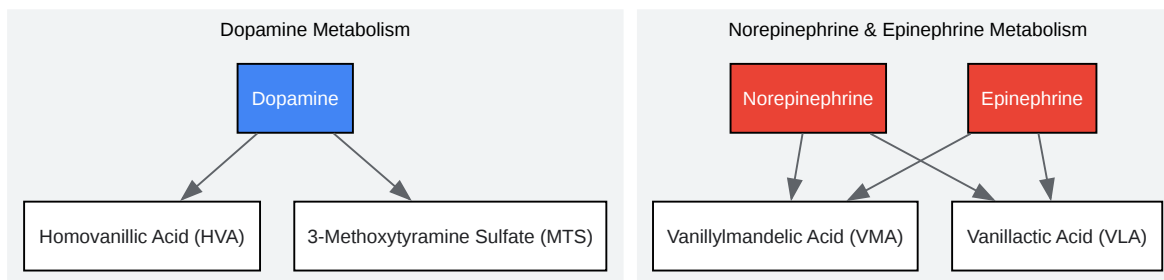 Dopamine Metabolism
Dopamine
Homovanillic Acid (HVA)
3-Methoxytyramine Sulfate (MTS)
Norepinephrine & Epinephrine Metabolism
Norepinephrine
Epinephrine
Vanillylmandelic Acid (VMA)
Vanillactic Acid (VLA)